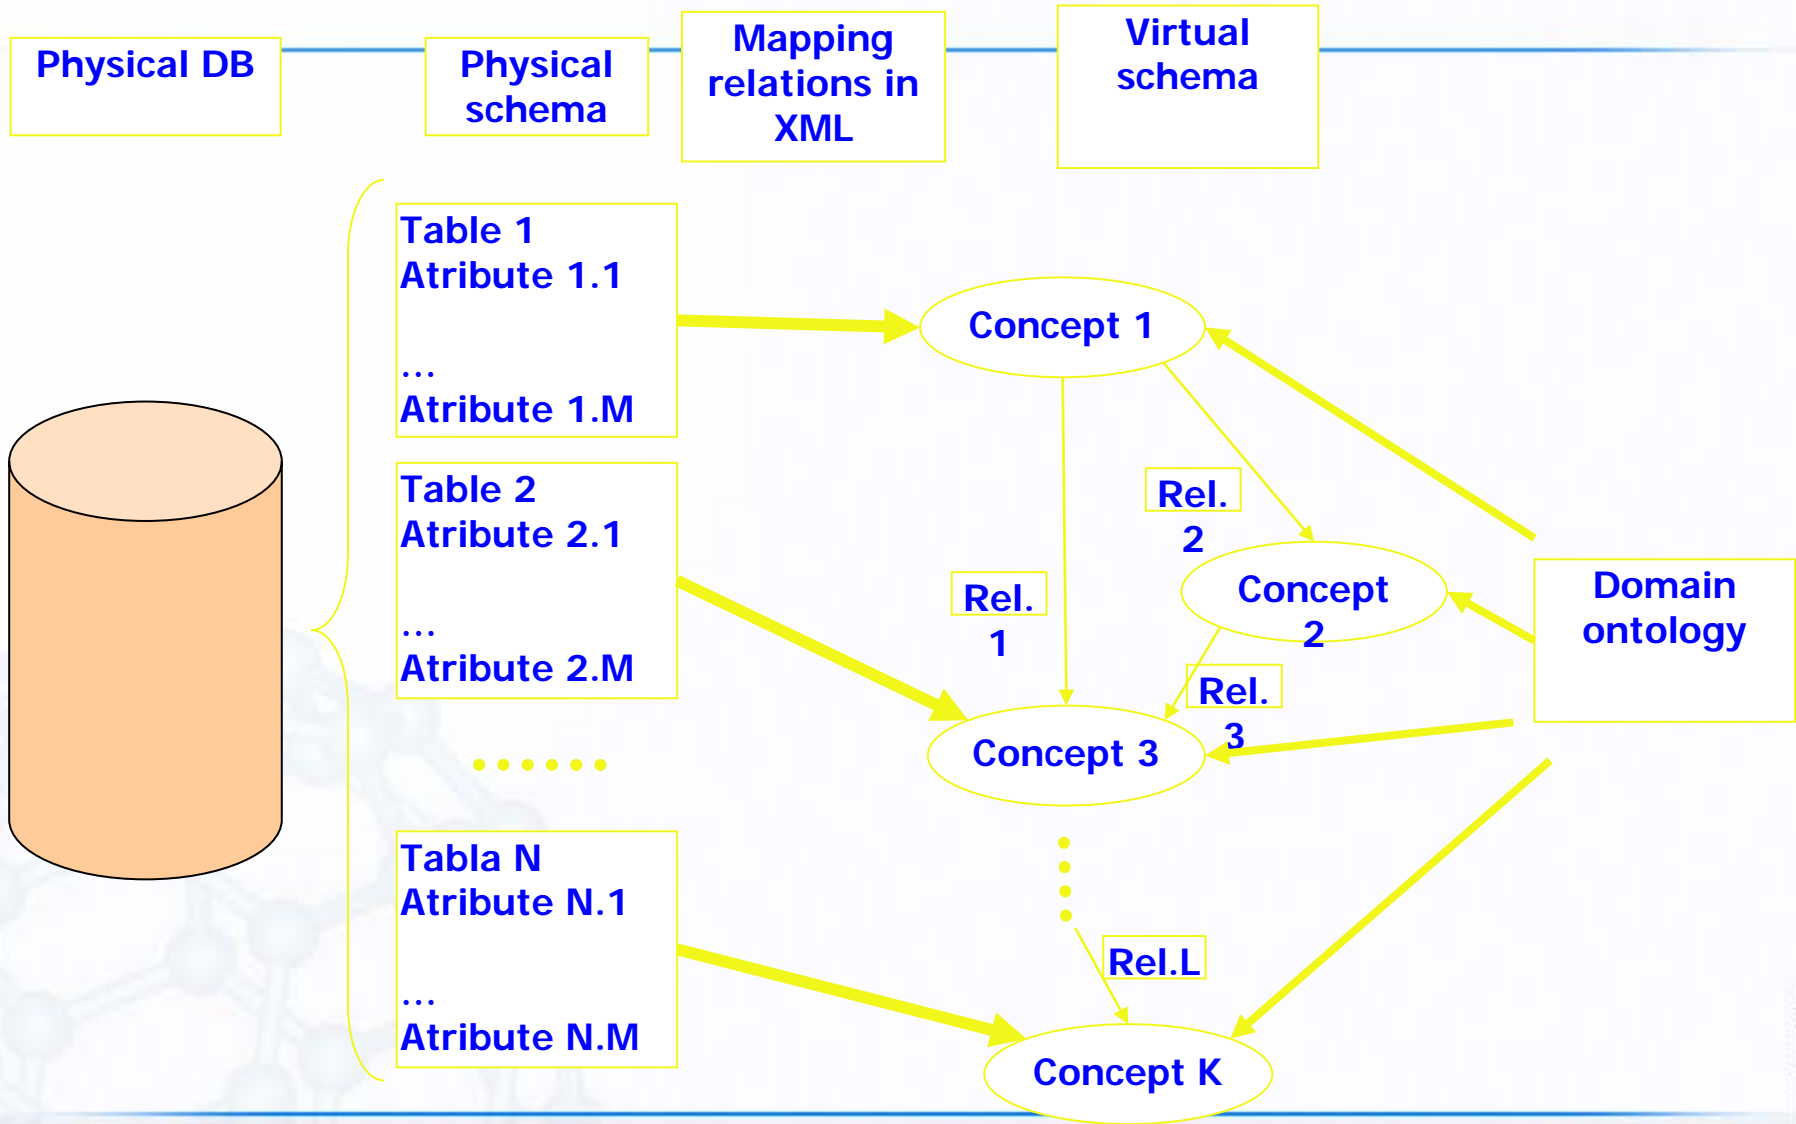 Physical DB
Physical
schema
Mapping
relations in
XML
Virtual
schema
Table 1
Atribute 1.1
...
Atribute 1.M
Table 2
Atribute 2.1
...
Atribute 2.M
Tabla N
Atribute N.1
...
Atribute N.M
Concept 1
Rel.
2
Concept
2
Rel.
1
Rel.
3
Concept 3
Rel.L
Concept K
Domain
ontology